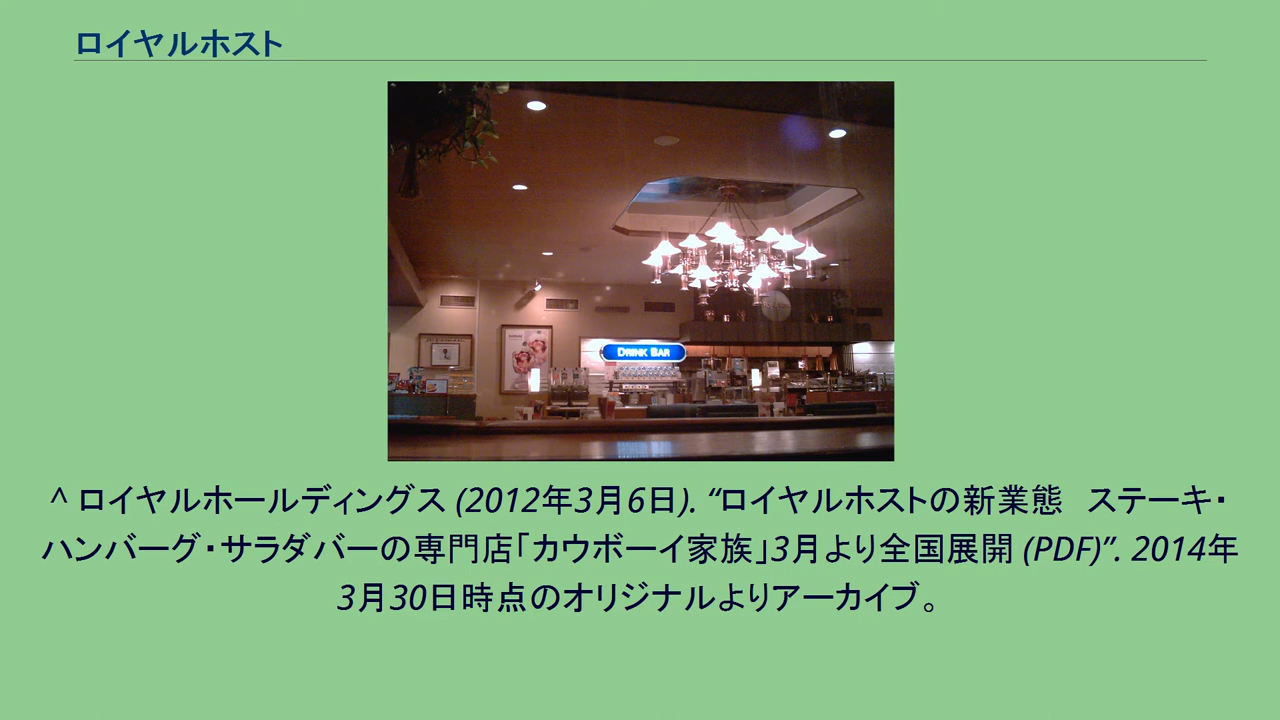 ロイヤルホスト
DRINK BAR
^ ロイヤルホールディングス (2012年3月6日). “ロイヤルホストの新業態　ステーキ・
ハンバーグ・サラダバーの専門店「カウボーイ家族」3月より全国展開 (PDF)”. 2014年
3月30日時点のオリジナルよりアーカイブ。